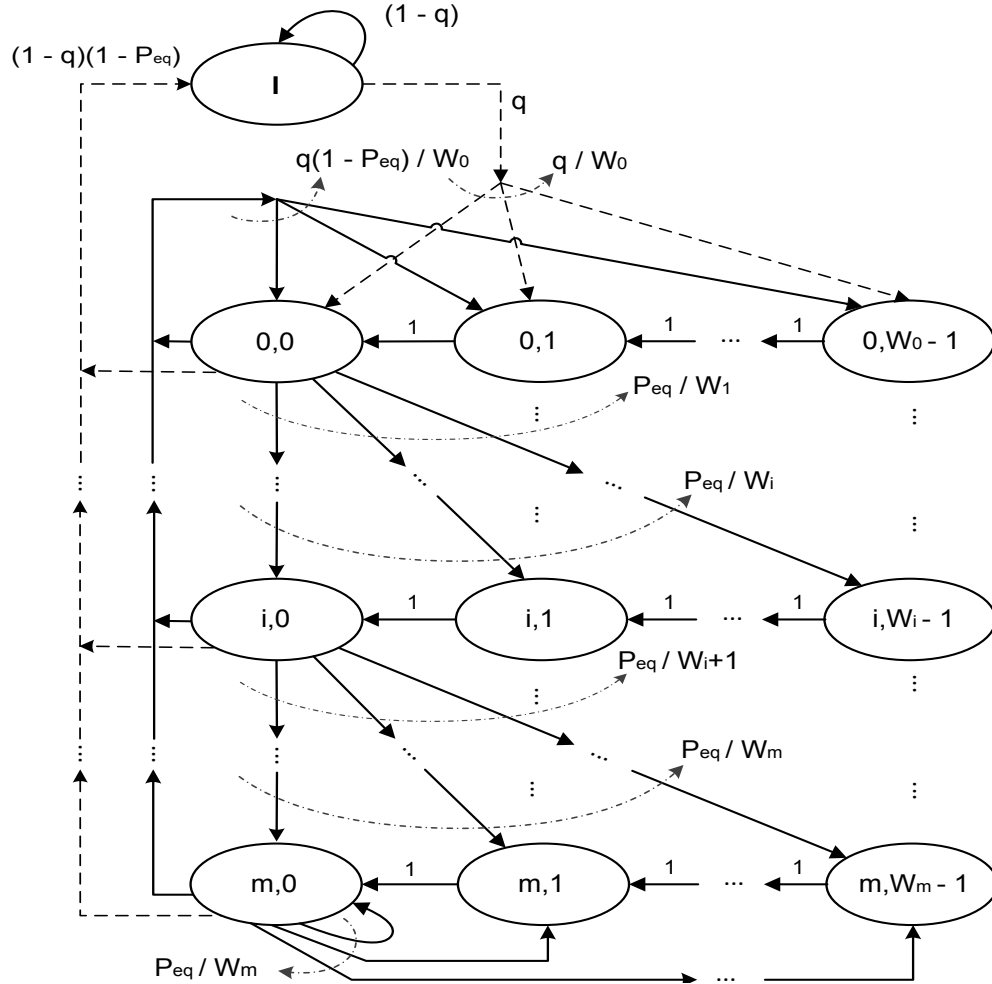 (1 - q)
(1 - q)(1 - Peq)
I
q
q(1 - Peq) / W0
q / W0
0,0
1
0,1
1
...
1
0,W0 - 1
Peq / W1
...
...
...
...
...
...
Peq / Wi
...
...
...
i,0
1
i,1
1
...
1
i,Wi - 1
Peq / Wi+1
...
...
...
...
...
...
...
Peq / Wm
...
...
m,0
1
m,1
1
...
1
m,Wm - 1
Peq / Wm
...